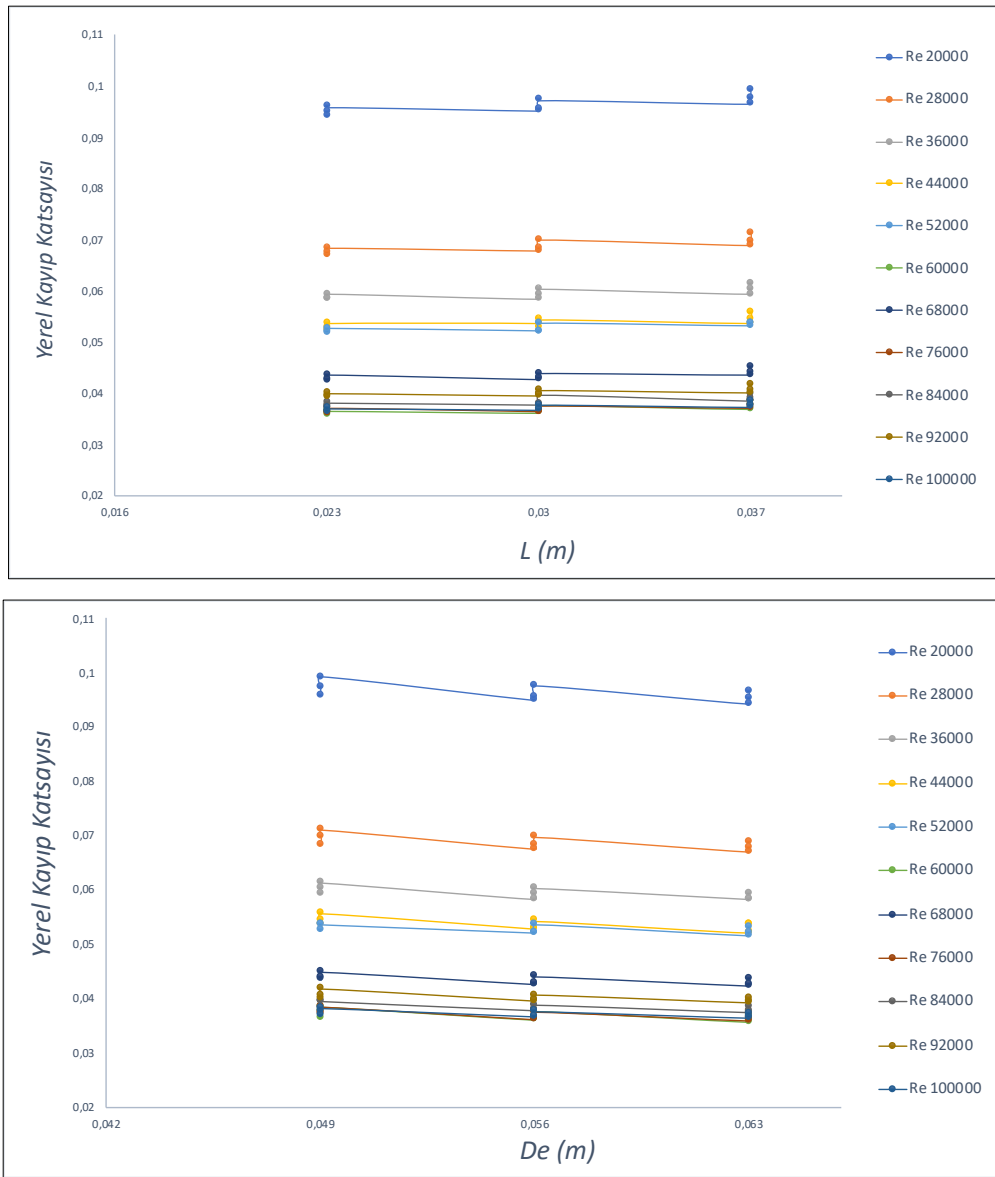 0,11
0,1
0,09
0,08
0,07
0,06
0,05
0,04
0,03
0,02
Yerel Kayıp Katsayısı
0,016
0,023
0,03
0,037
L (m)
Re 20000
Re 28000
Re 36000
Re 44000
Re 52000
Re 60000
Re 68000
Re 76000
Re 84000
Re 92000
Re 100000
0,11
0,1
0,09
0,08
0,07
0,06
0,05
0,04
0,03
0,02
Yerel Kayıp Katsayısı
0,042
0,049
0,056
0,063
De (m)
Re 20000
Re 28000
Re 36000
Re 44000
Re 52000
Re 60000
Re 68000
Re 76000
Re 84000
Re 92000
Re 100000